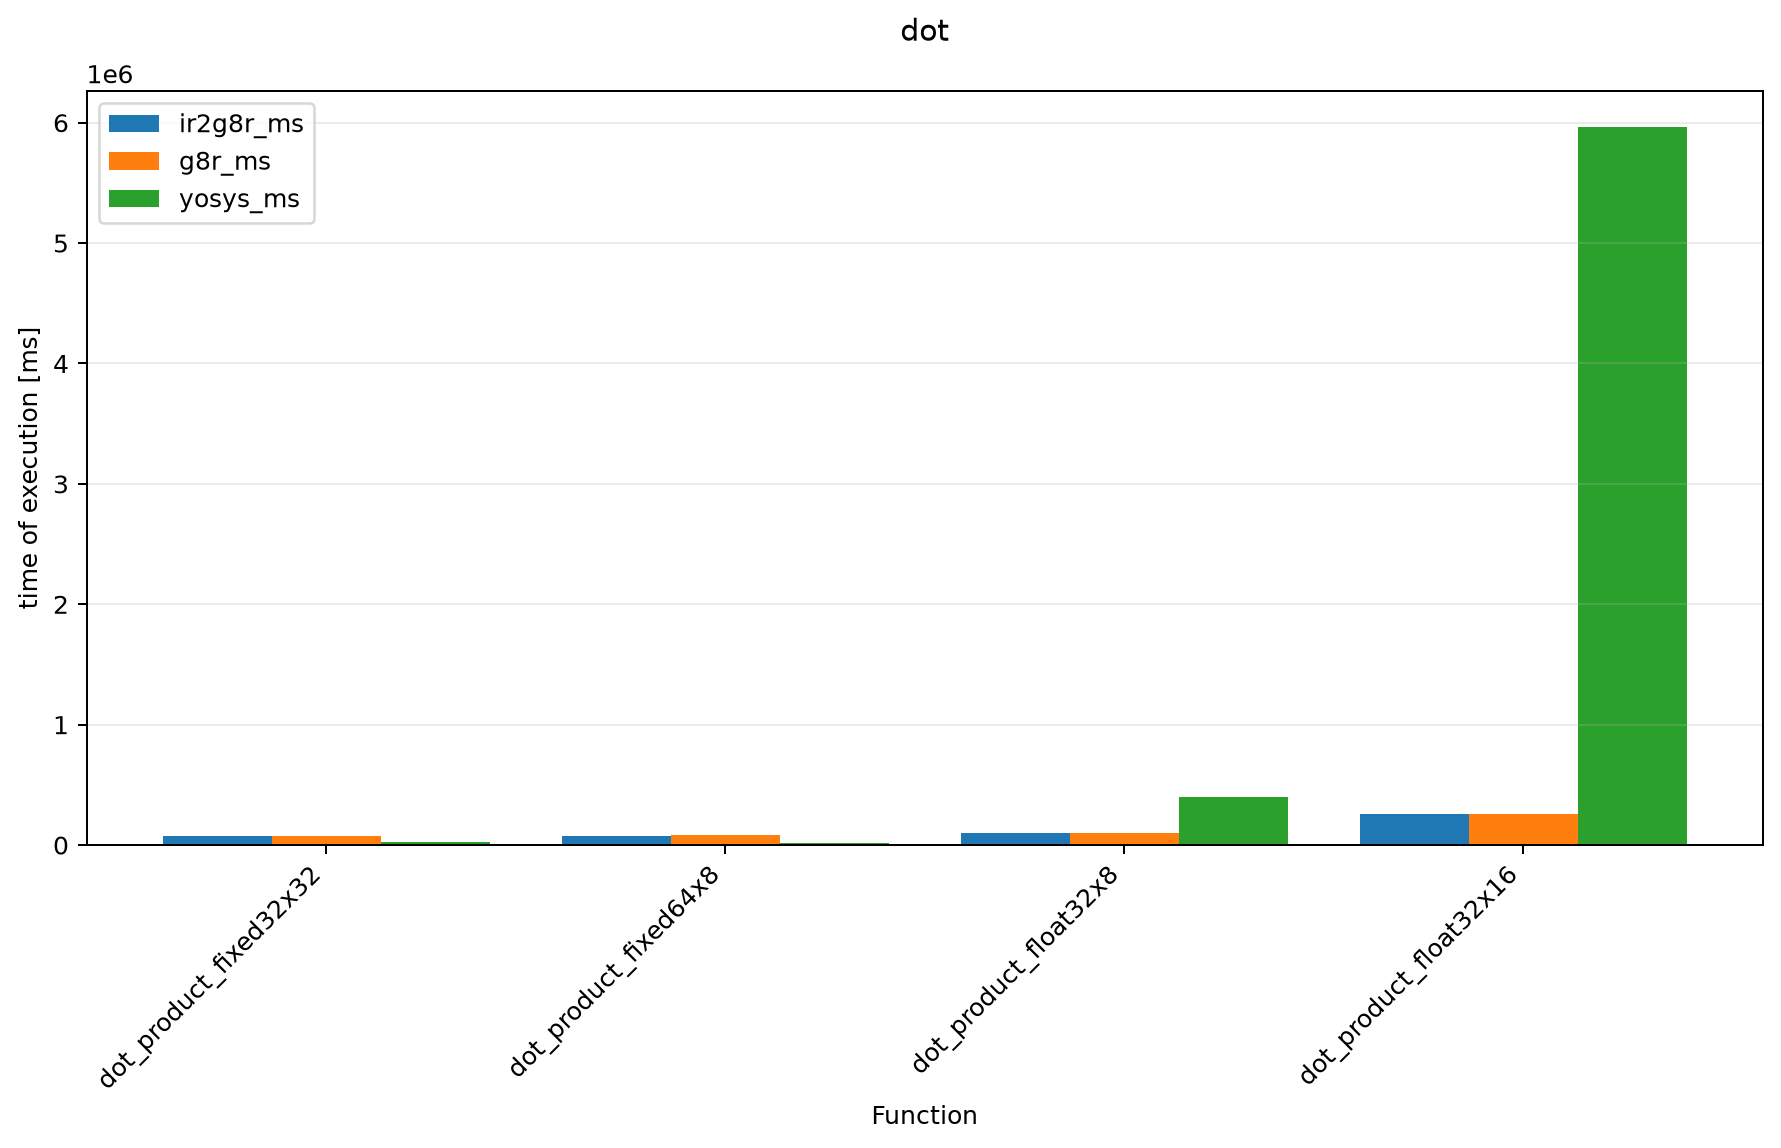 dot
1e6
ir2g8r_ms
g8r_ms
yosys_ms
6
5
4
3
2
1
0
time of execution [ms]
dot_product_fixed32x32
dot_product_fixed64x8
dot_product_float32x8
dot_product_float32x16
Function